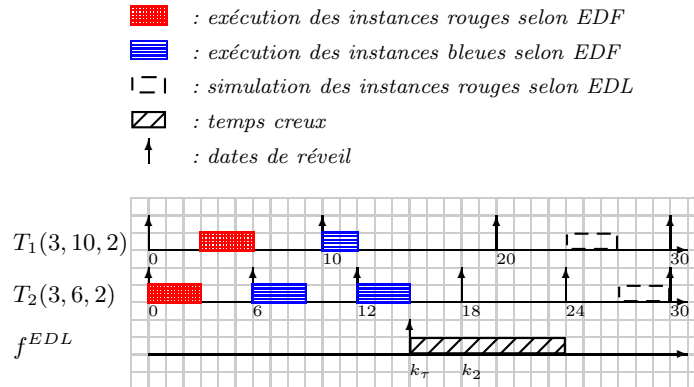 : exécution des instances rouges selon EDF
: exécution des instances bleues selon EDF
: simulation des instances rouges selon EDL
: temps creux
: dates de réveil
T₁(3, 10, 2)
0 10 20 30
T₂(3, 6, 2)
0 6 12 18 24 30
f^{EDL}
k_τ k₂